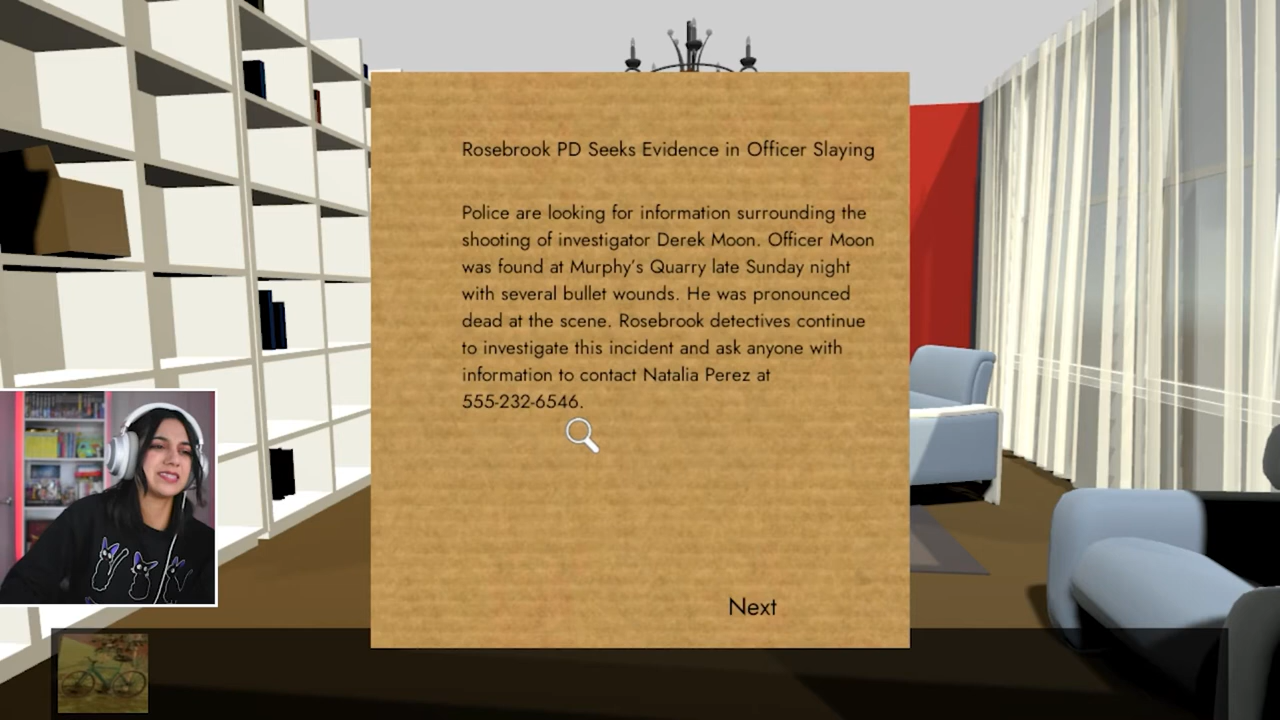 Rosebrook PD Seeks Evidence in Officer Slaying
Police are looking for information surrounding the
shooting of investigator Derek Moon. Officer Moon
was found at Murphy's Quarry late Sunday night
with several bullet wounds. He was pronounced
dead at the scene. Rosebrook detectives continue
to investigate this incident and ask anyone with
information to contact Natalia Perez at
555-232-6546.
Next